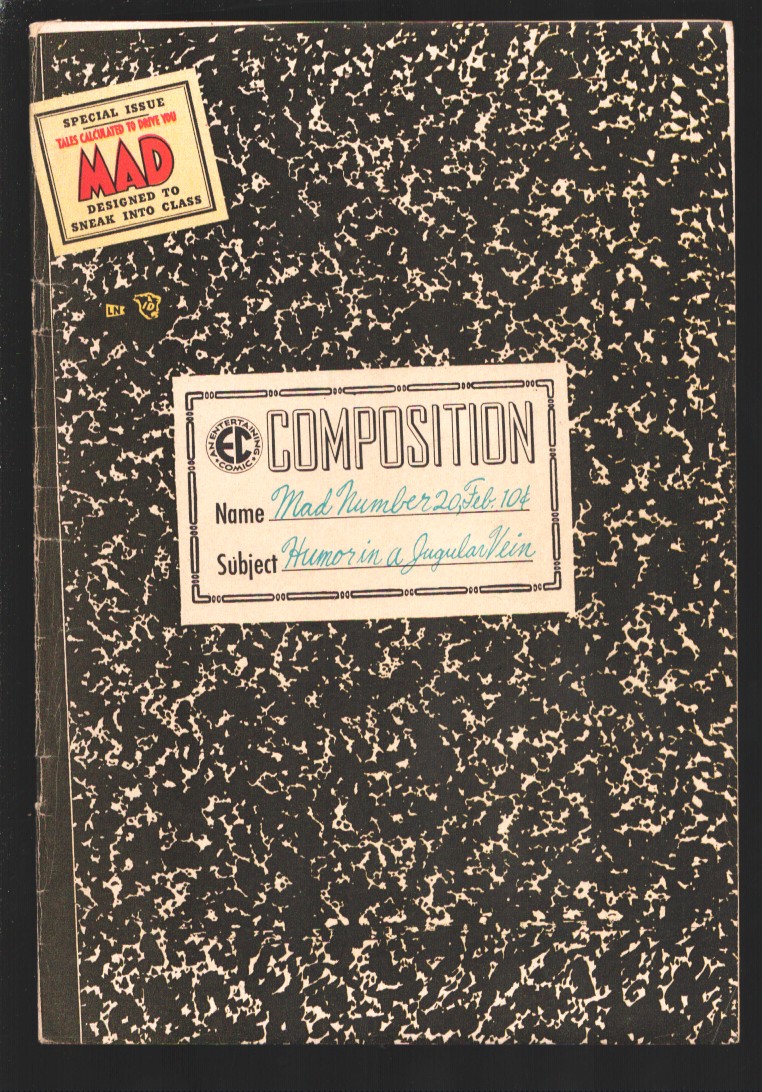 SPECIAL ISSUE
TALES CALCULATED TO DRIVE YOU
MAD
DESIGNED TO
SNEAK INTO CLASS
AN ENTERTAINING
EC
COMIC
COMPOSITION
Name Mad Number 20, Feb. 10¢
Subject Humor in a Jugular Vein